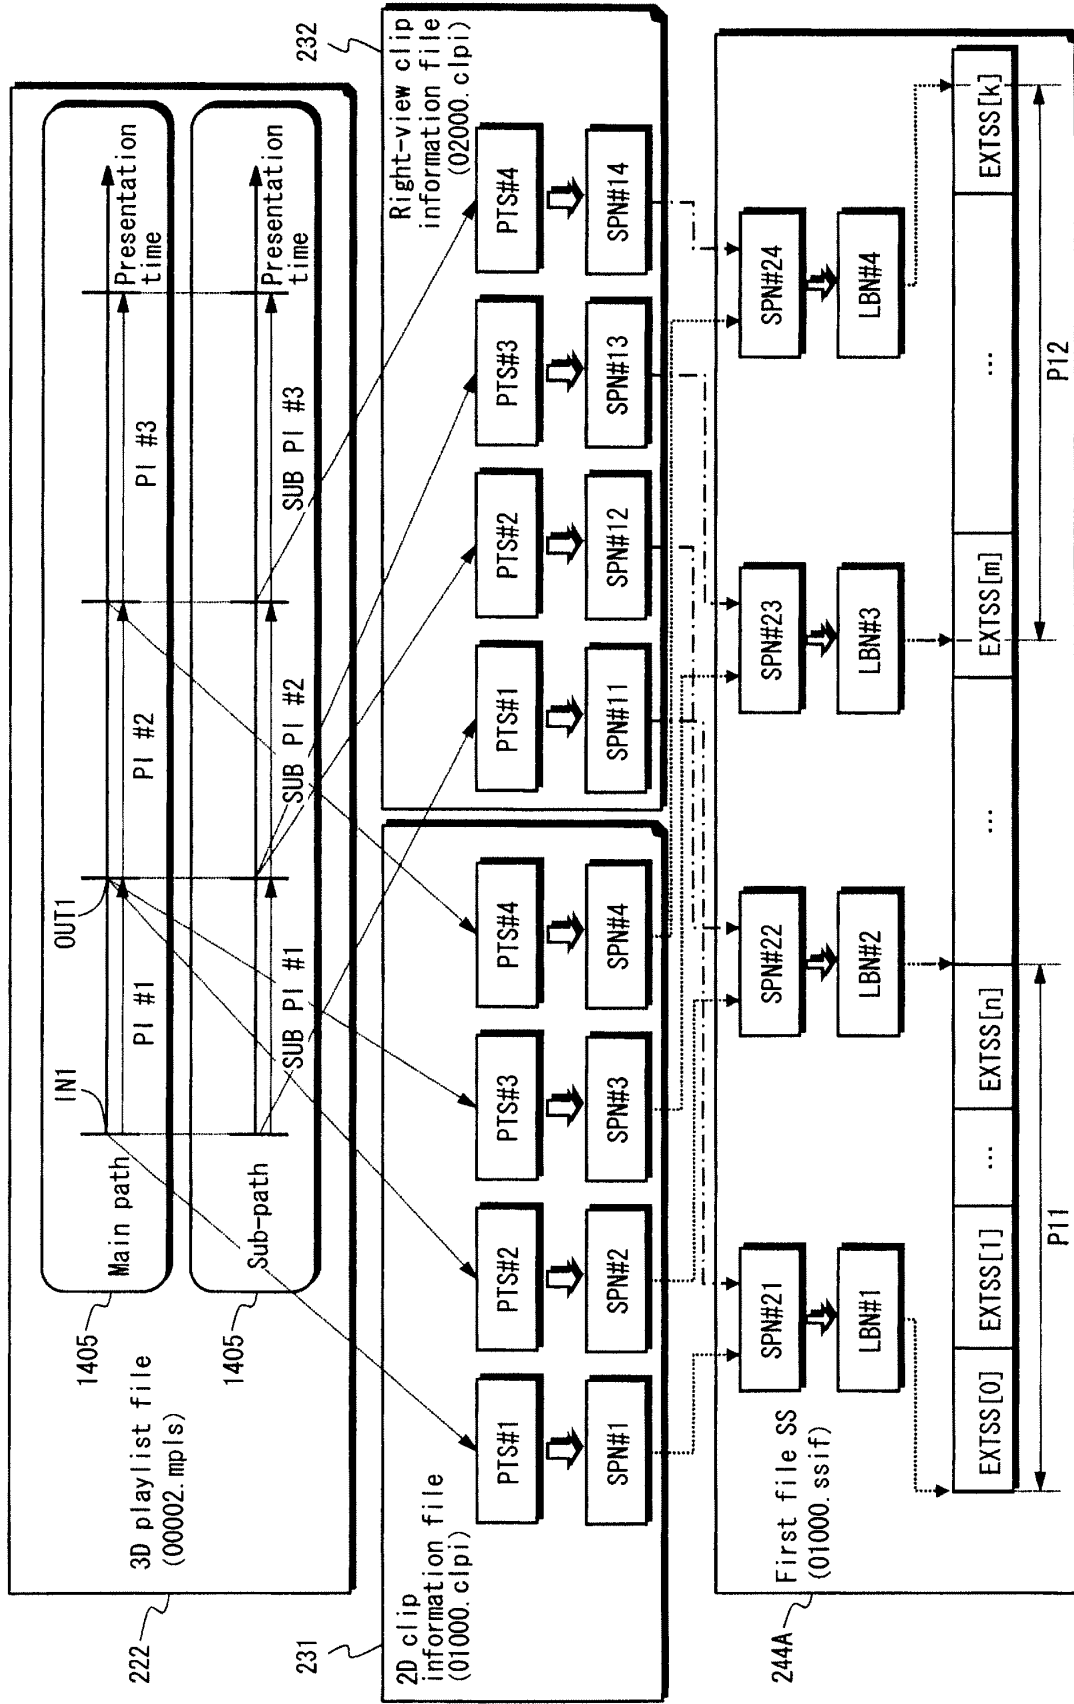 222
3D playlist file
(00002.mpls)
1405
Main path
IN1
OUT1
PI #1
PI #2
PI #3
Presentation
time
1405
Sub-path
SUB PI #1
SUB PI #2
SUB PI #3
Presentation
time
231
2D clip
information file
(01000.clpi)
PTS#1
PTS#2
PTS#3
PTS#4
SPN#1
SPN#2
SPN#3
SPN#4
232
Right-view clip
information file
(02000.clpi)
PTS#1
PTS#2
PTS#3
PTS#4
SPN#11
SPN#12
SPN#13
SPN#14
244A
First file SS
(01000.ssif)
SPN#21
SPN#22
SPN#23
SPN#24
LBN#1
LBN#2
LBN#3
LBN#4
EXTSS[0]
EXTSS[1]
...
EXTSS[n]
...
EXTSS[m]
...
EXTSS[k]
P11
P12